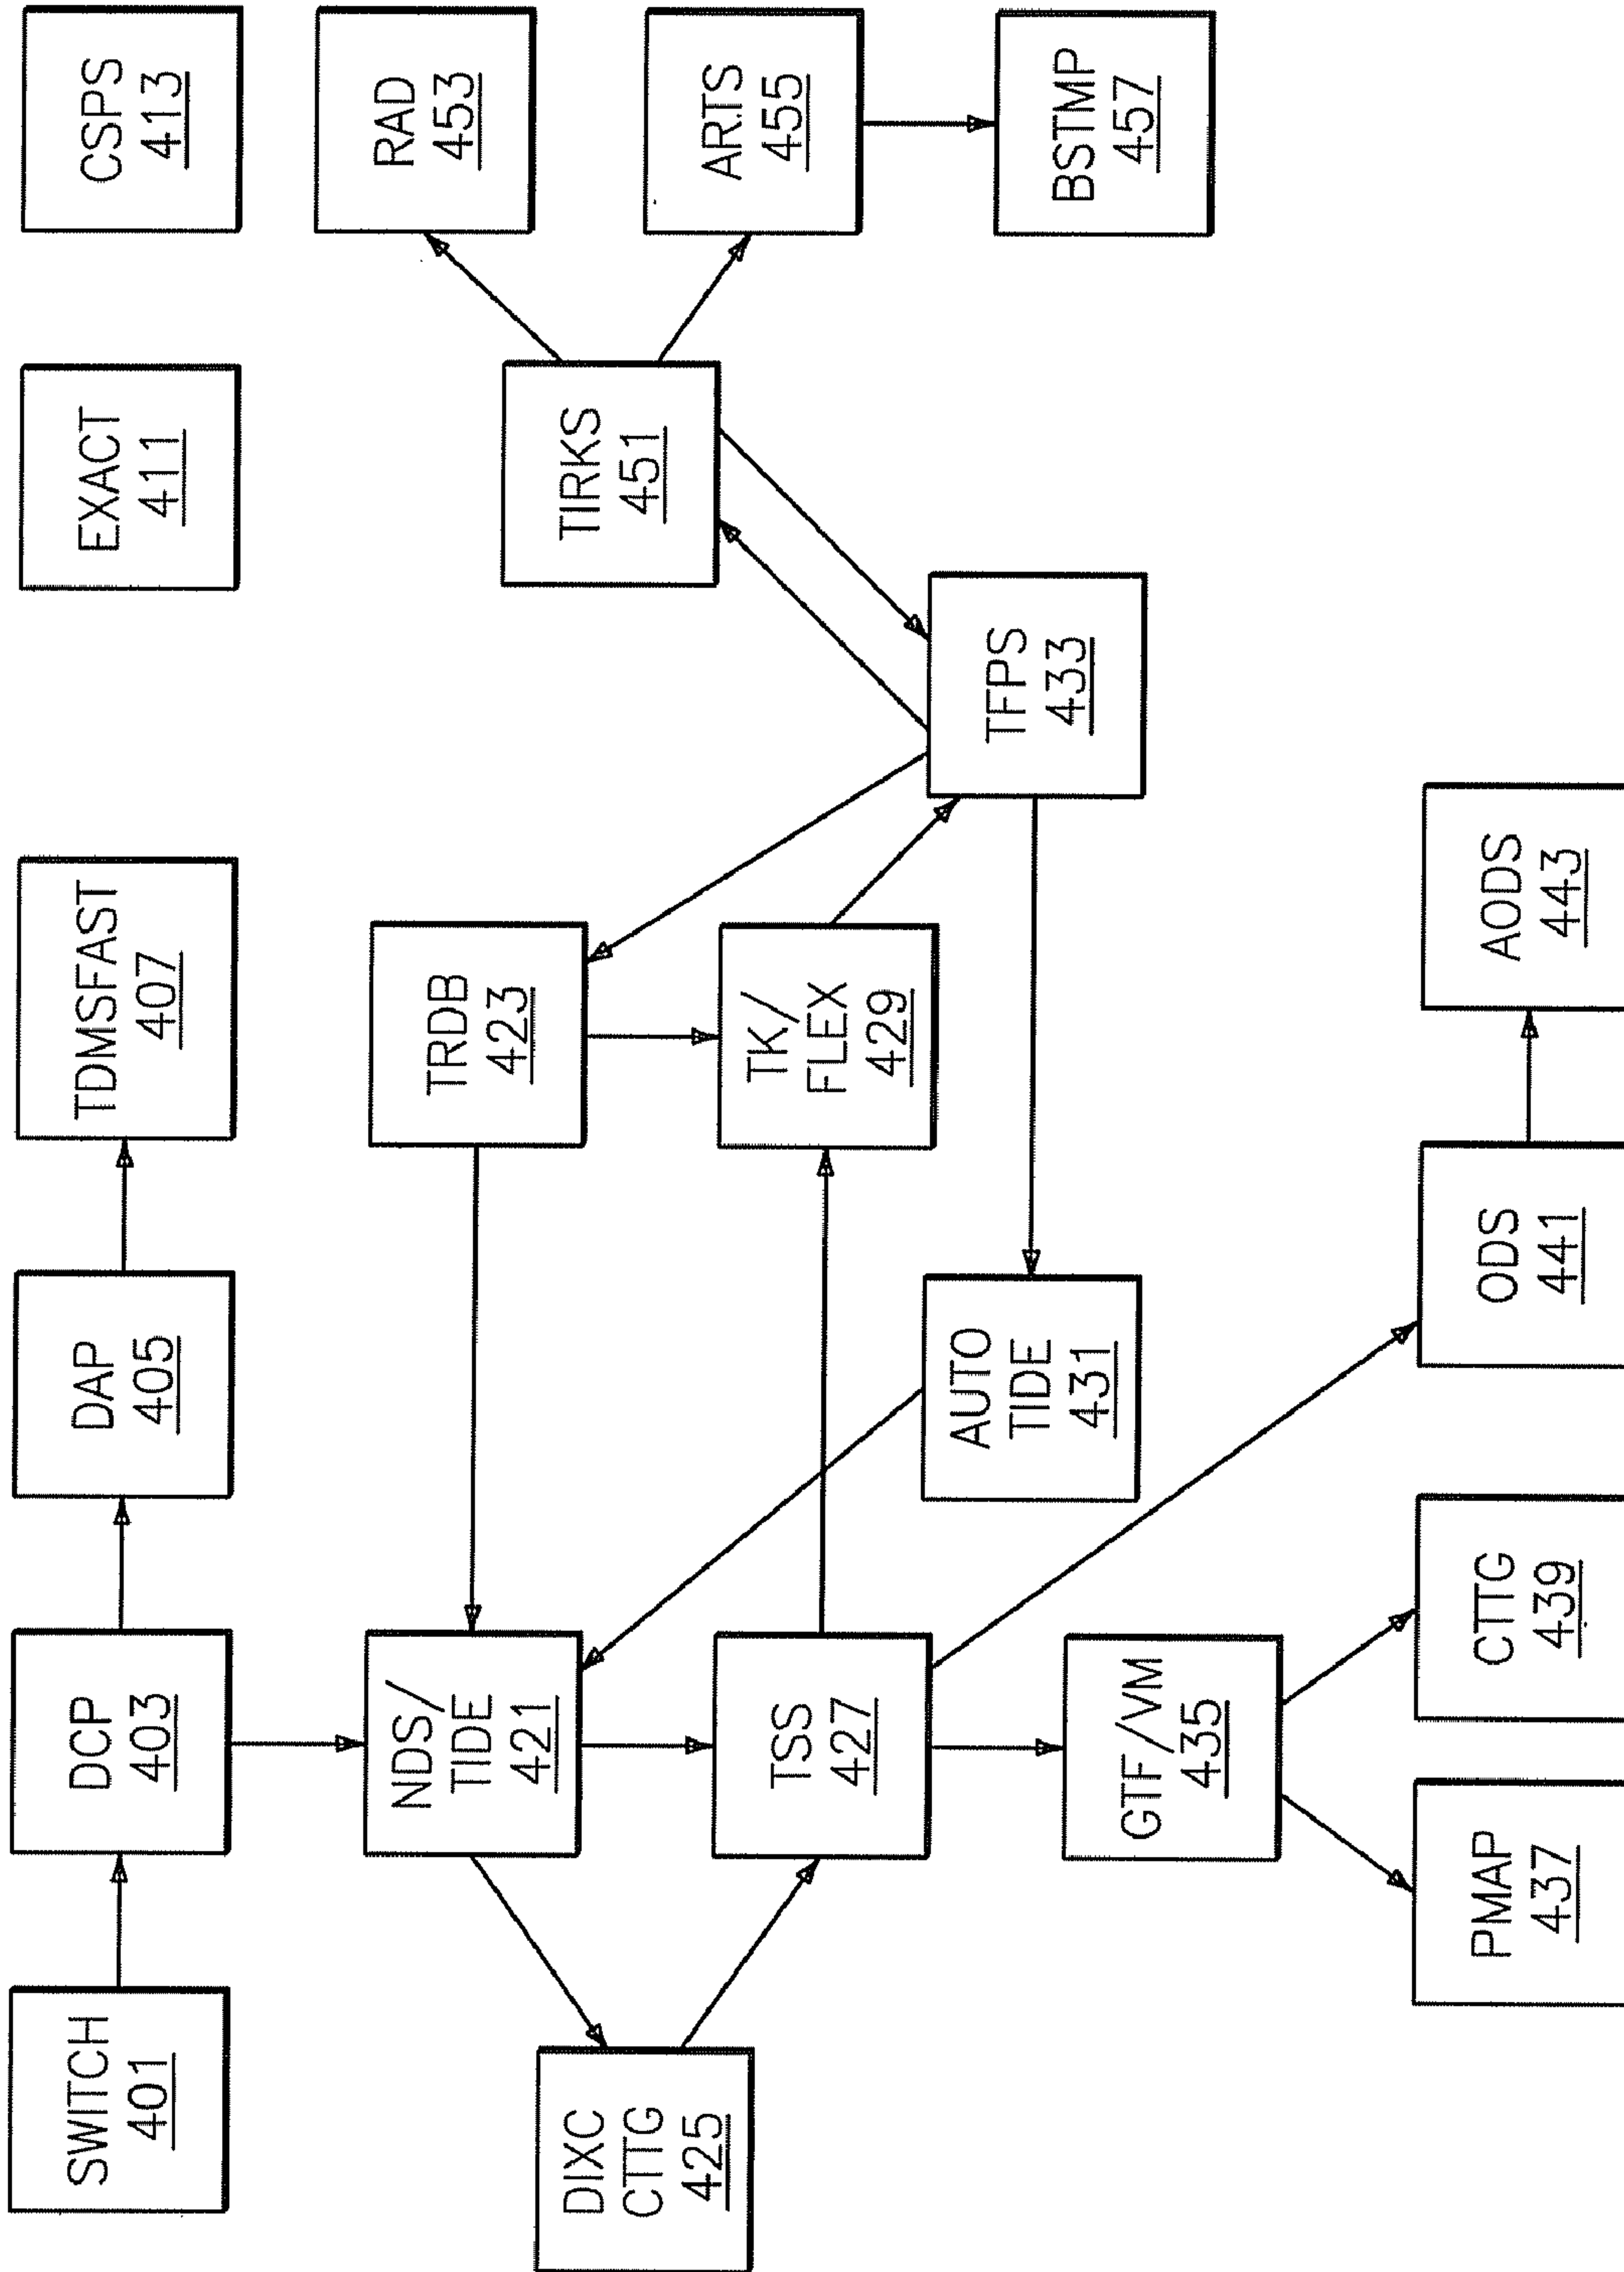 SWITCH
401
DCP
403
DAP
405
TDMSFAST
407
EXACT
411
CSPS
413
NDS/
TIDE
421
TRDB
423
RAD
453
DIXC
CTTG
425
TIRKS
451
TSS
427
TK/
FLEX
429
ARTS
455
AUTO
TIDE
431
TFPS
433
GTF/VM
435
BSTMP
457
PMAP
437
CTTG
439
ODS
441
AODS
443